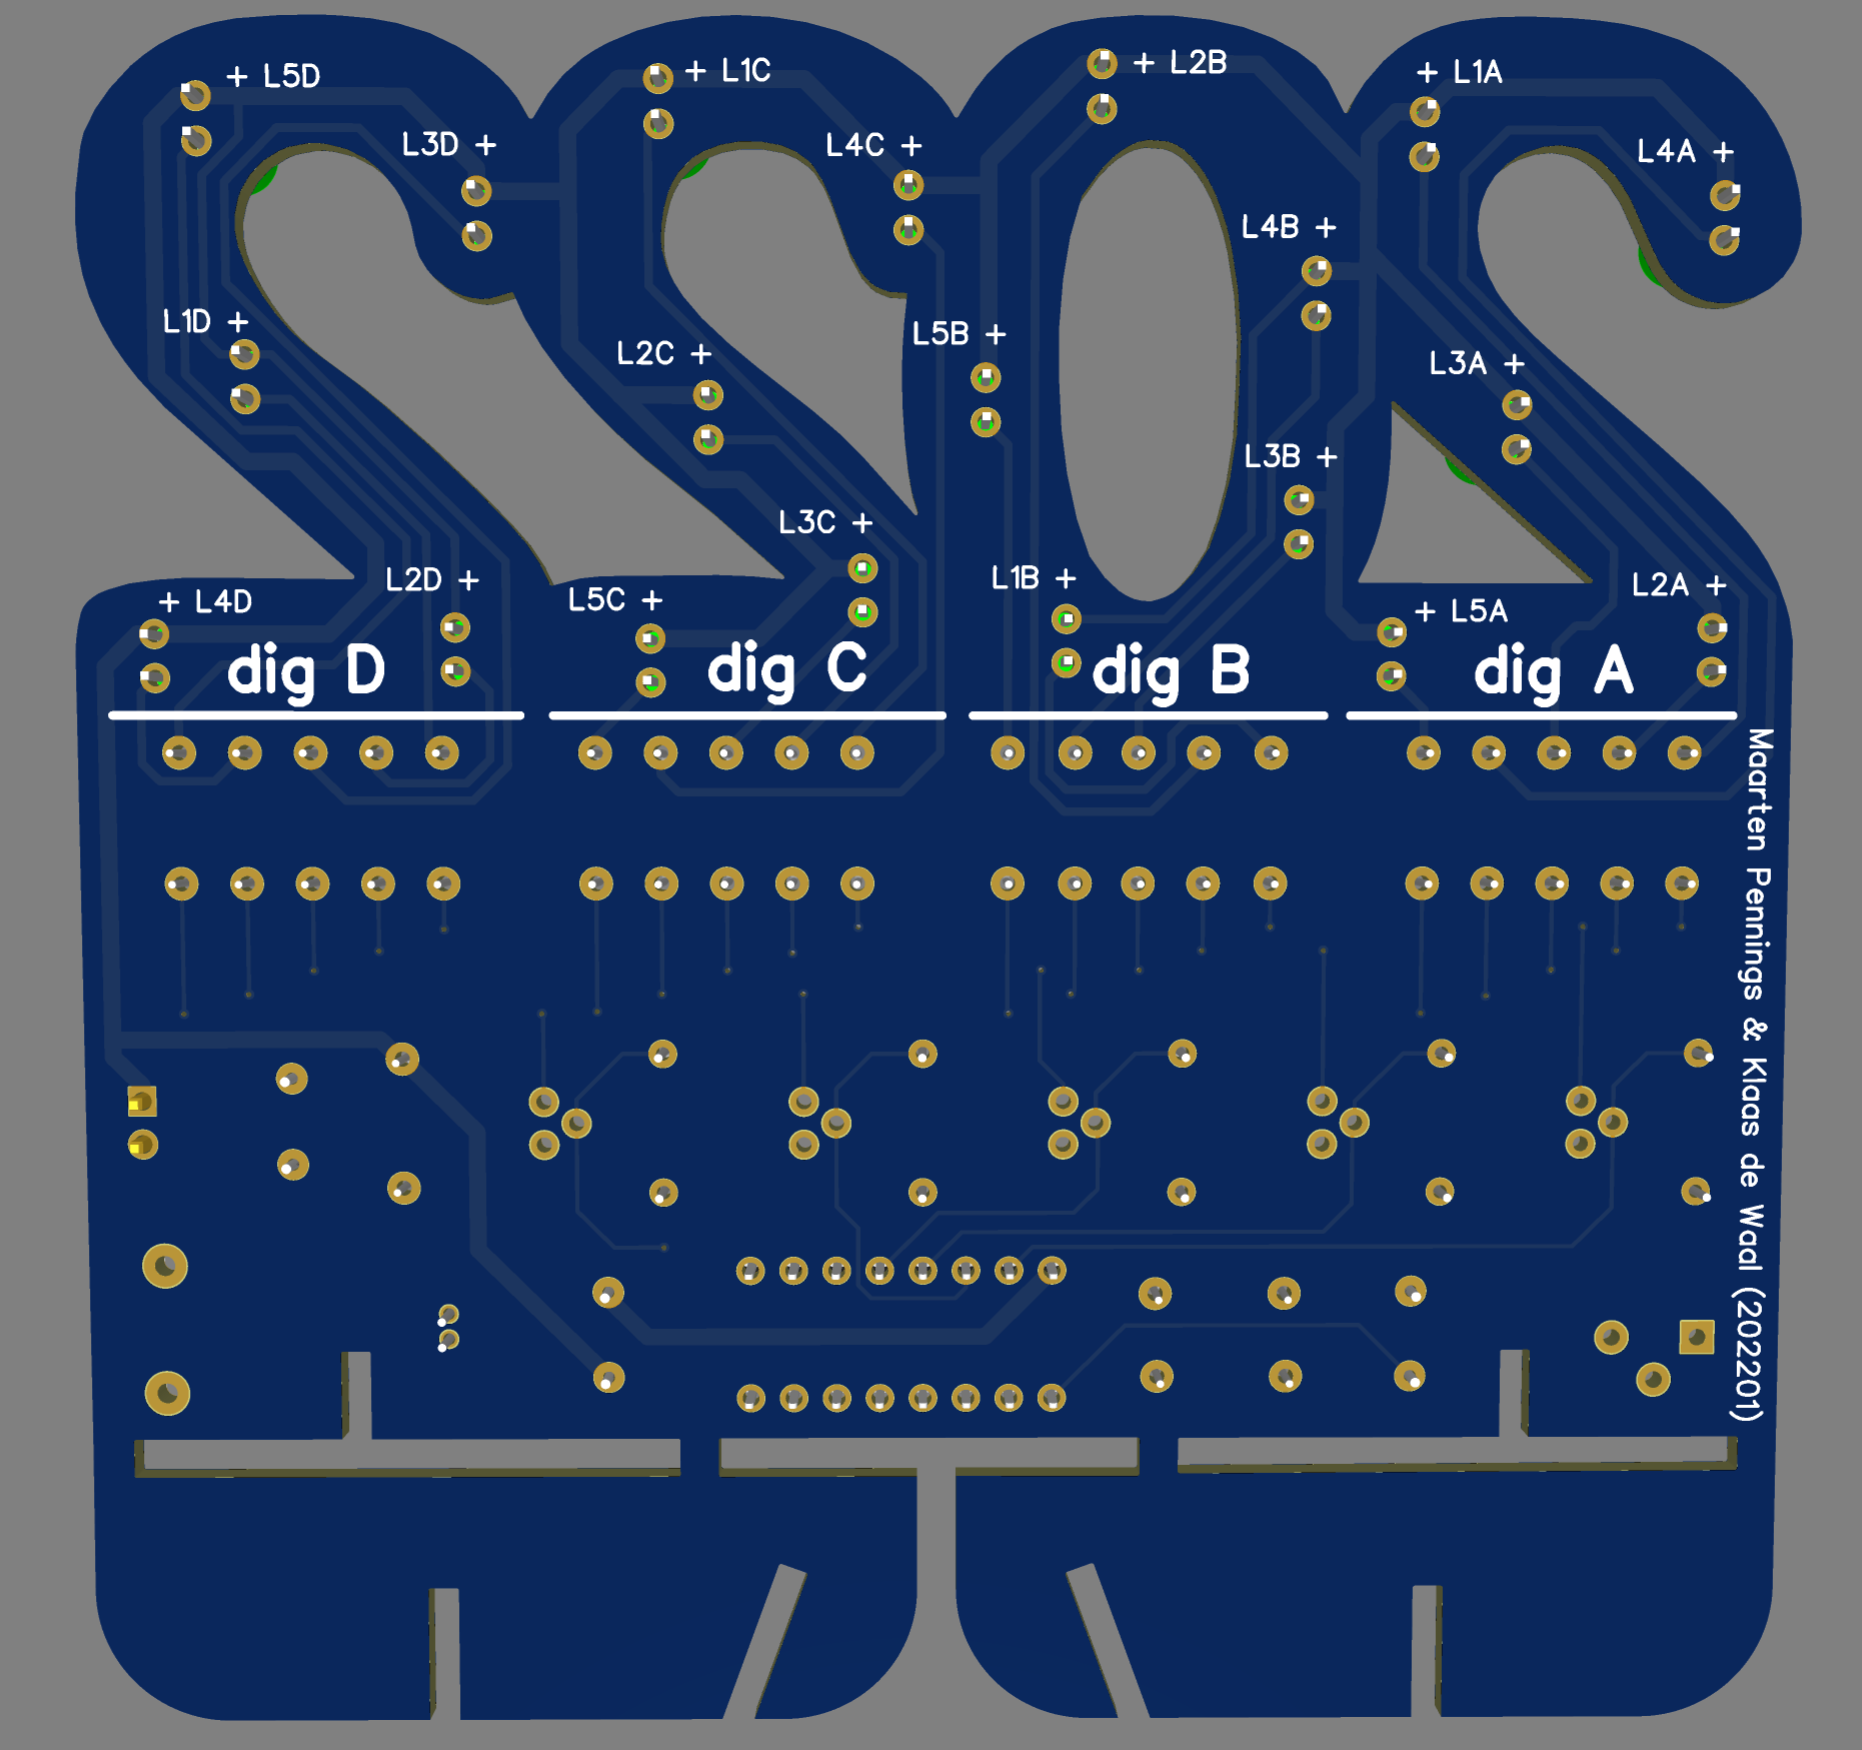 + L5D
+ L1C
+ L2B
+ L1A
L3D +
L4C +
L4A +
L4B +
L1D +
L5B +
L2C +
L3A +
L3B +
L3C +
L2D +
L1B +
L2A +
+ L4D
L5C +
+ L5A
dig D
dig C
dig B
dig A
Maarten Pennings & Klaas de Waal (202201)